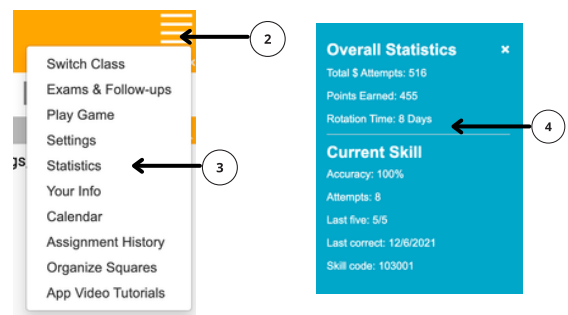 2
Switch Class
Exams & Follow-ups
Play Game
Settings
gs
Statistics
3
Your Info
Calendar
Assignment History
Organize Squares
App Video Tutorials
Overall Statistics ×
Total $ Attempts: 516
Points Earned: 455
Rotation Time: 8 Days
4
Current Skill
Accuracy: 100%
Attempts: 8
Last five: 5/5
Last correct: 12/6/2021
Skill code: 103001